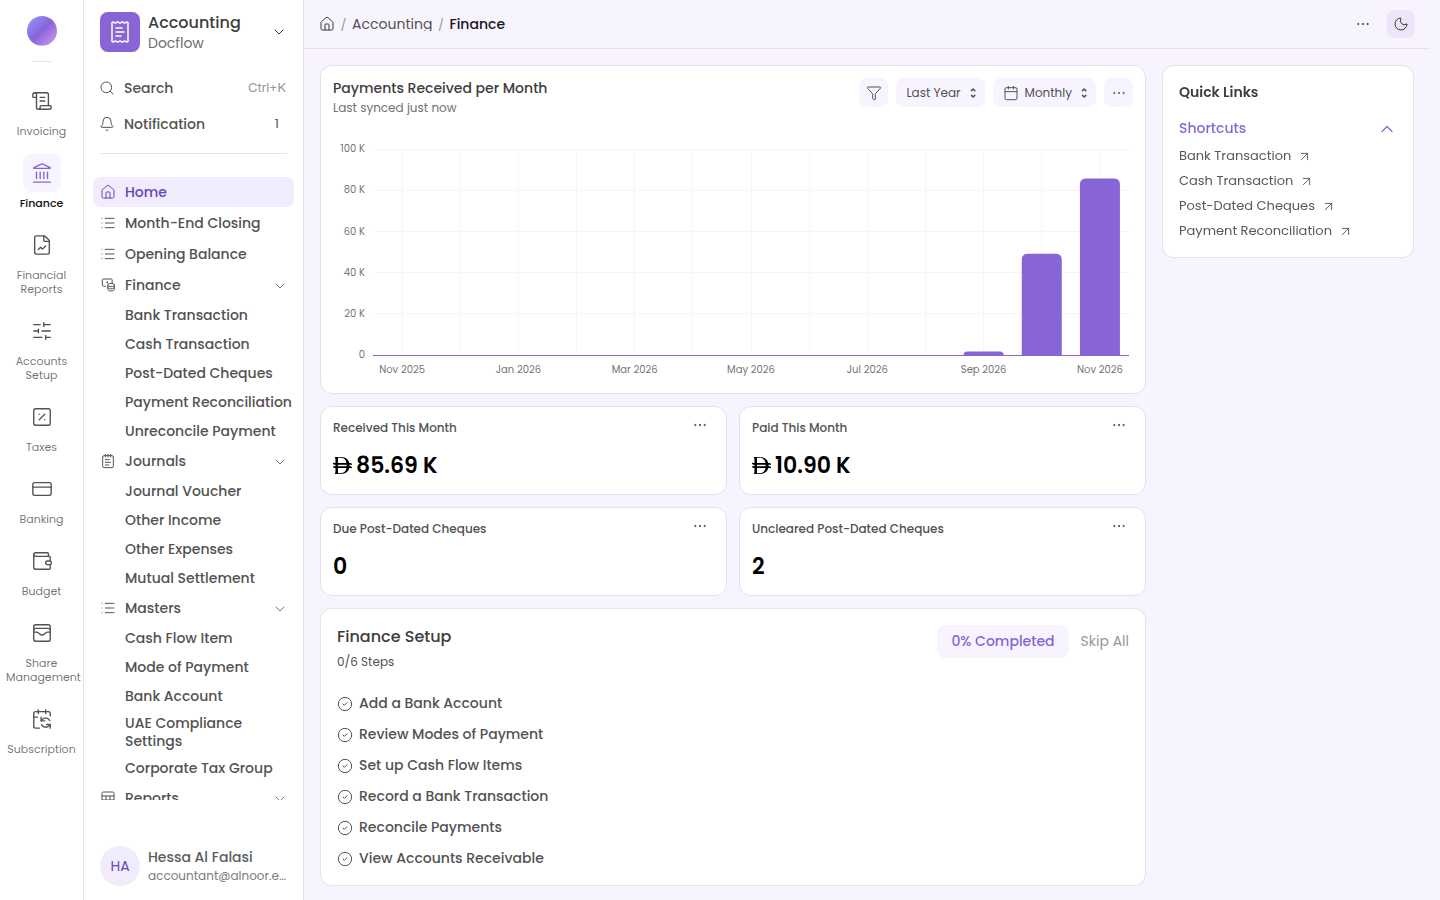 Invoicing
Finance
Financial
Reports
Accounts
Setup
Taxes
Banking
Budget
Share
Management
Subscription
Accounting
Docflow
Search Ctrl+K
Notification 1
Home
Month-End Closing
Opening Balance
Finance
Bank Transaction
Cash Transaction
Post-Dated Cheques
Payment Reconciliation
Unreconcile Payment
Journals
Journal Voucher
Other Income
Other Expenses
Mutual Settlement
Masters
Cash Flow Item
Mode of Payment
Bank Account
UAE Compliance
Settings
Corporate Tax Group
Reports
HA
Hessa Al Falasi
accountant@alnoor.e...
/ Accounting / Finance
Payments Received per Month
Last synced just now
Last Year
Monthly
100 K
80 K
60 K
40 K
20 K
0
Nov 2025 Jan 2026 Mar 2026 May 2026 Jul 2026 Sep 2026 Nov 2026
Received This Month
85.69 K
Paid This Month
10.90 K
Due Post-Dated Cheques
0
Uncleared Post-Dated Cheques
2
Finance Setup
0/6 Steps
0% Completed Skip All
Add a Bank Account
Review Modes of Payment
Set up Cash Flow Items
Record a Bank Transaction
Reconcile Payments
View Accounts Receivable
Quick Links
Shortcuts
Bank Transaction
Cash Transaction
Post-Dated Cheques
Payment Reconciliation